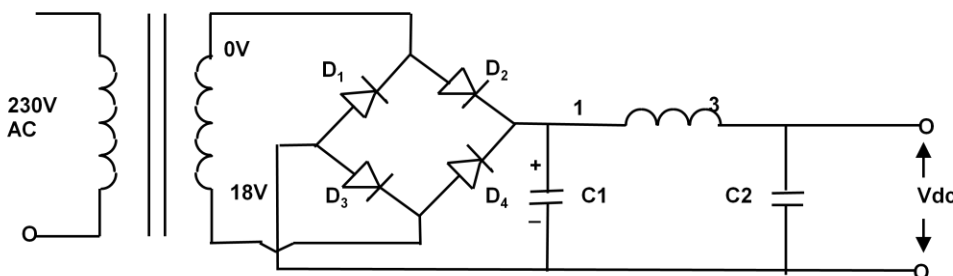 0V
D1
D2
230V
AC
1
3
+
18V
D3
D4
C1
C2
Vdc
–